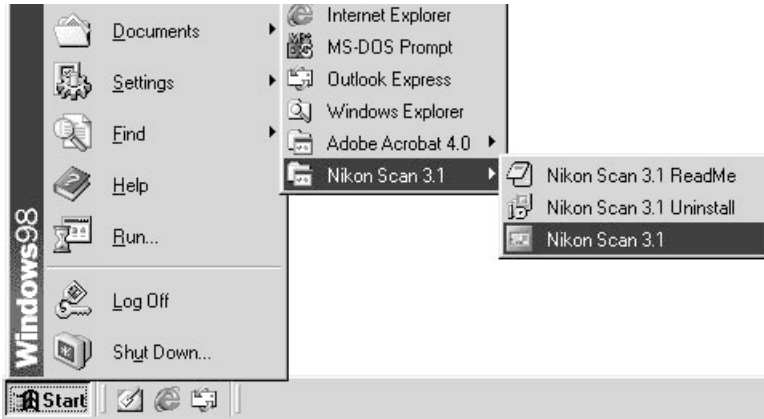 Documents
Settings
Find
Help
Run...
Log Off
Shut Down...
Windows98
Start
Internet Explorer
MS-DOS Prompt
Outlook Express
Windows Explorer
Adobe Acrobat 4.0
Nikon Scan 3.1
Nikon Scan 3.1 ReadMe
Nikon Scan 3.1 Uninstall
Nikon Scan 3.1